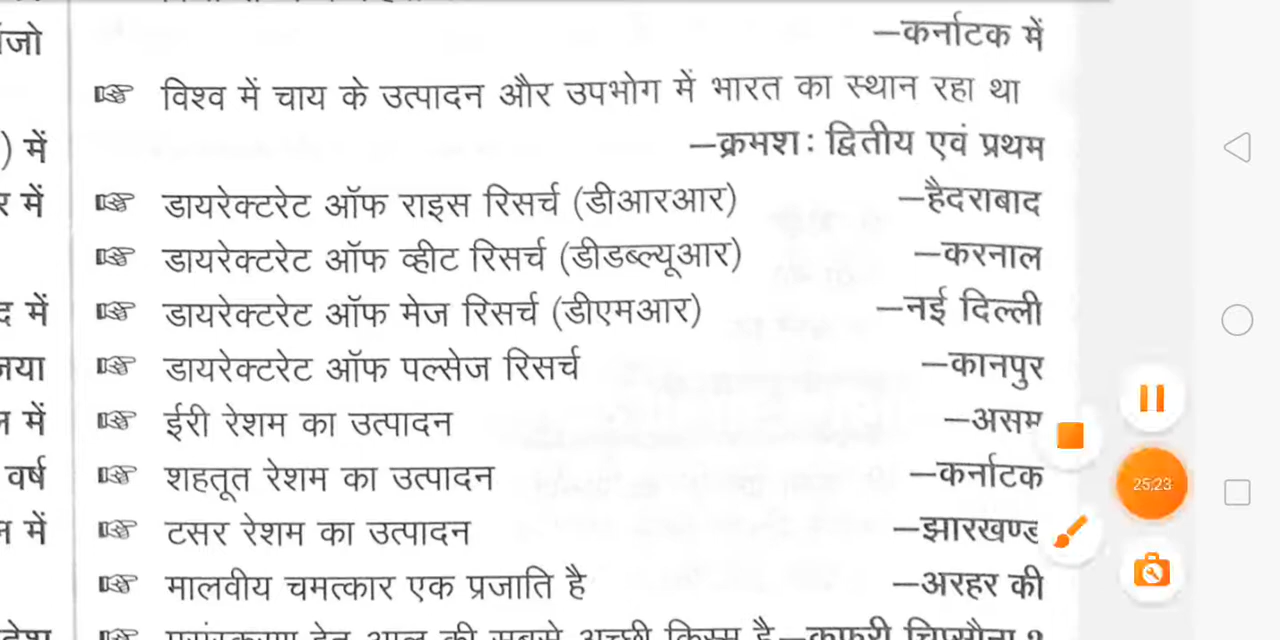 ंजो
) में
र में
द में
जया
में
वर्ष
में
—कर्नाटक में
☞ विश्व में चाय के उत्पादन और उपभोग में भारत का स्थान रहा था
—क्रमशः द्वितीय एवं प्रथम
☞ डायरेक्टरेट ऑफ राइस रिसर्च (डीआरआर) —हैदराबाद
☞ डायरेक्टरेट ऑफ व्हीट रिसर्च (डीडब्ल्यूआर) —करनाल
☞ डायरेक्टरेट ऑफ मेज रिसर्च (डीएमआर) —नई दिल्ली
☞ डायरेक्टरेट ऑफ पल्सेज रिसर्च —कानपुर
☞ ईरी रेशम का उत्पादन —असम
☞ शहतूत रेशम का उत्पादन —कर्नाटक
☞ टसर रेशम का उत्पादन —झारखण्ड
☞ मालवीय चमत्कार एक प्रजाति है —अरहर की
25:23